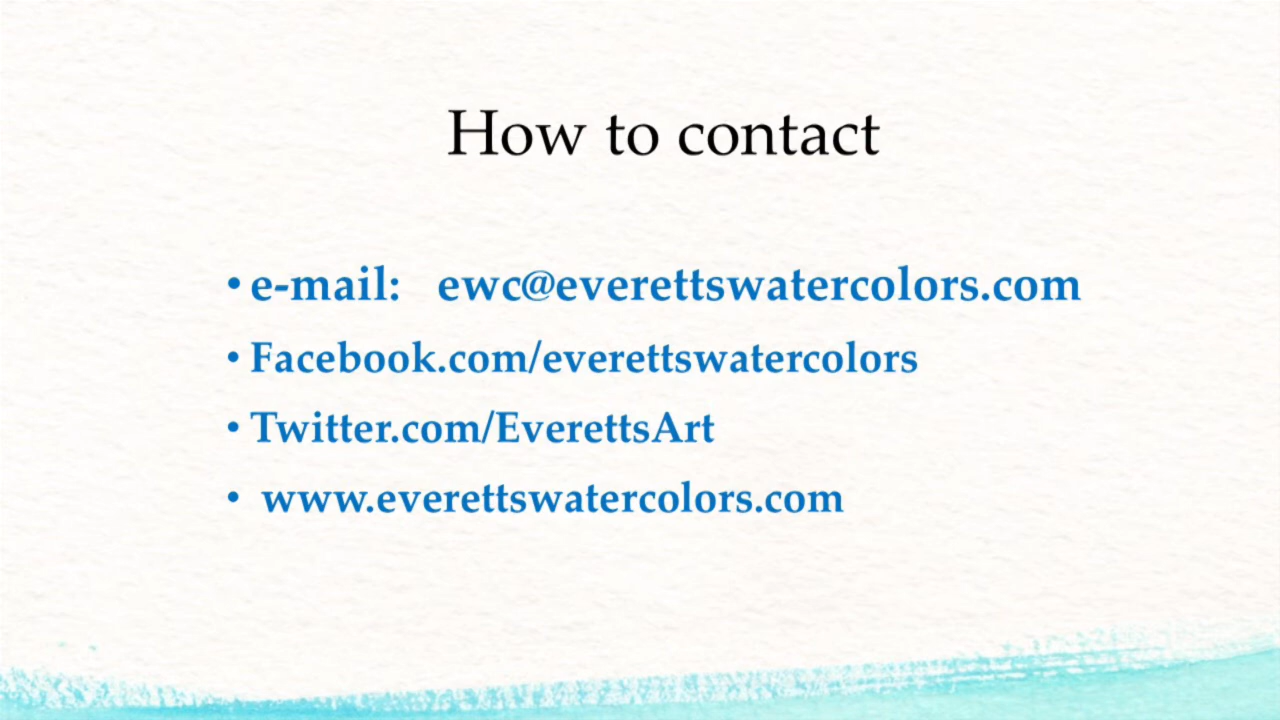 How to contact
• e-mail: ewc@everettswatercolors.com
• Facebook.com/everettswatercolors
• Twitter.com/EverettsArt
• www.everettswatercolors.com